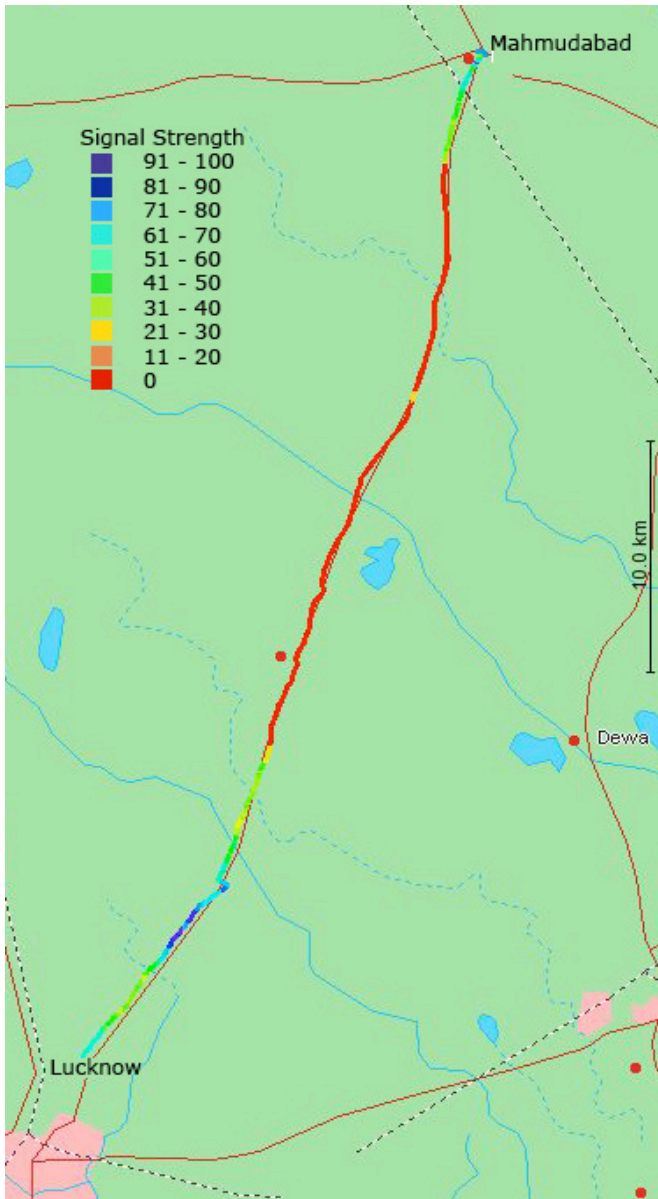 Mahmudabad
Signal Strength
91 - 100
81 - 90
71 - 80
61 - 70
51 - 60
41 - 50
31 - 40
21 - 30
11 - 20
0
10.0 km
Dewa
Lucknow